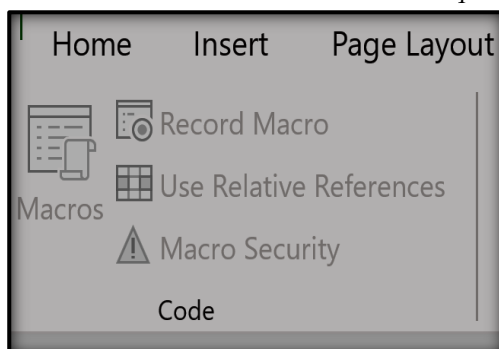 Home Insert Page Layout
Record Macro
Use Relative References
Macros
Macro Security
Code